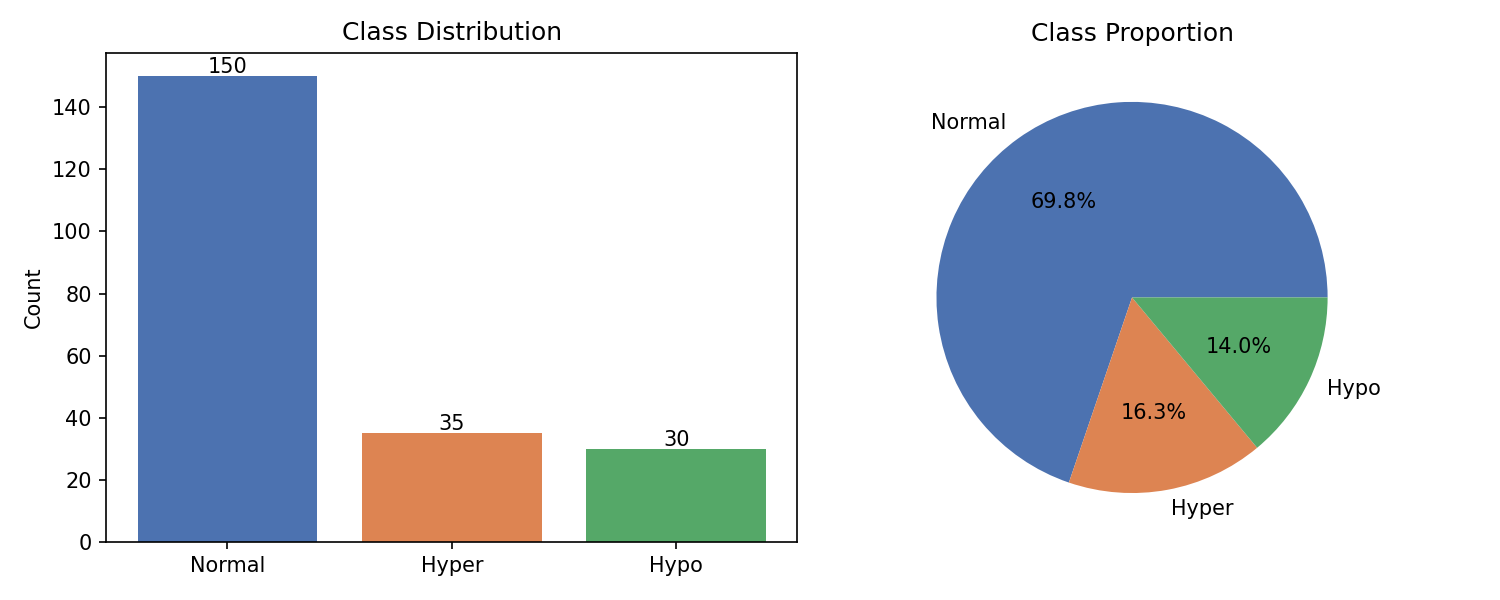 Class Distribution
150
35
30
Count
140
120
100
80
60
40
20
0
Normal
Hyper
Hypo
Class Proportion
Normal
69.8%
14.0%
Hypo
16.3%
Hyper